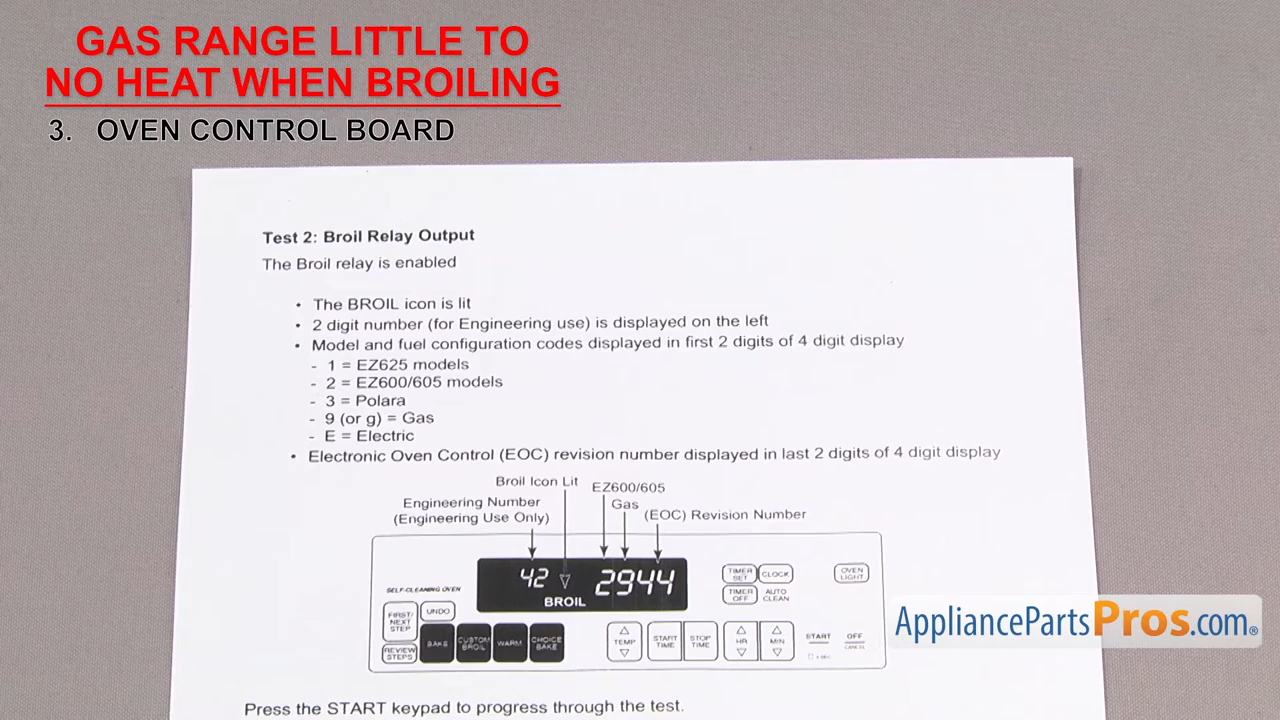 GAS RANGE LITTLE TO
NO HEAT WHEN BROILING
3. OVEN CONTROL BOARD
Test 2: Broil Relay Output
The Broil relay is enabled
• The BROIL icon is lit
• 2 digit number (for Engineering use) is displayed on the left
• Model and fuel configuration codes displayed in first 2 digits of 4 digit display
- 1 = EZ625 models
- 2 = EZ600/605 models
- 3 = Polara
- 9 (or g) = Gas
- E = Electric
• Electronic Oven Control (EOC) revision number displayed in last 2 digits of 4 digit display
Broil Icon Lit
EZ600/605
Engineering Number
(Engineering Use Only)
Gas
(EOC) Revision Number
42 2944
BROIL
SELF-CLEANING OVEN
FIRST/
NEXT
STEP
UNDO
REVIEW
STEPS
BAKE
CUSTOM
BROIL
WARM
CHOICE
BAKE
TEMP
START
TIME
STOP
TIME
HR
MIN
TIMER
SET
CLOCK
TIMER
OFF
AUTO
CLEAN
OVEN
LIGHT
START
OFF
CANCEL
AppliancePartsPros.com®
Press the START keypad to progress through the test.